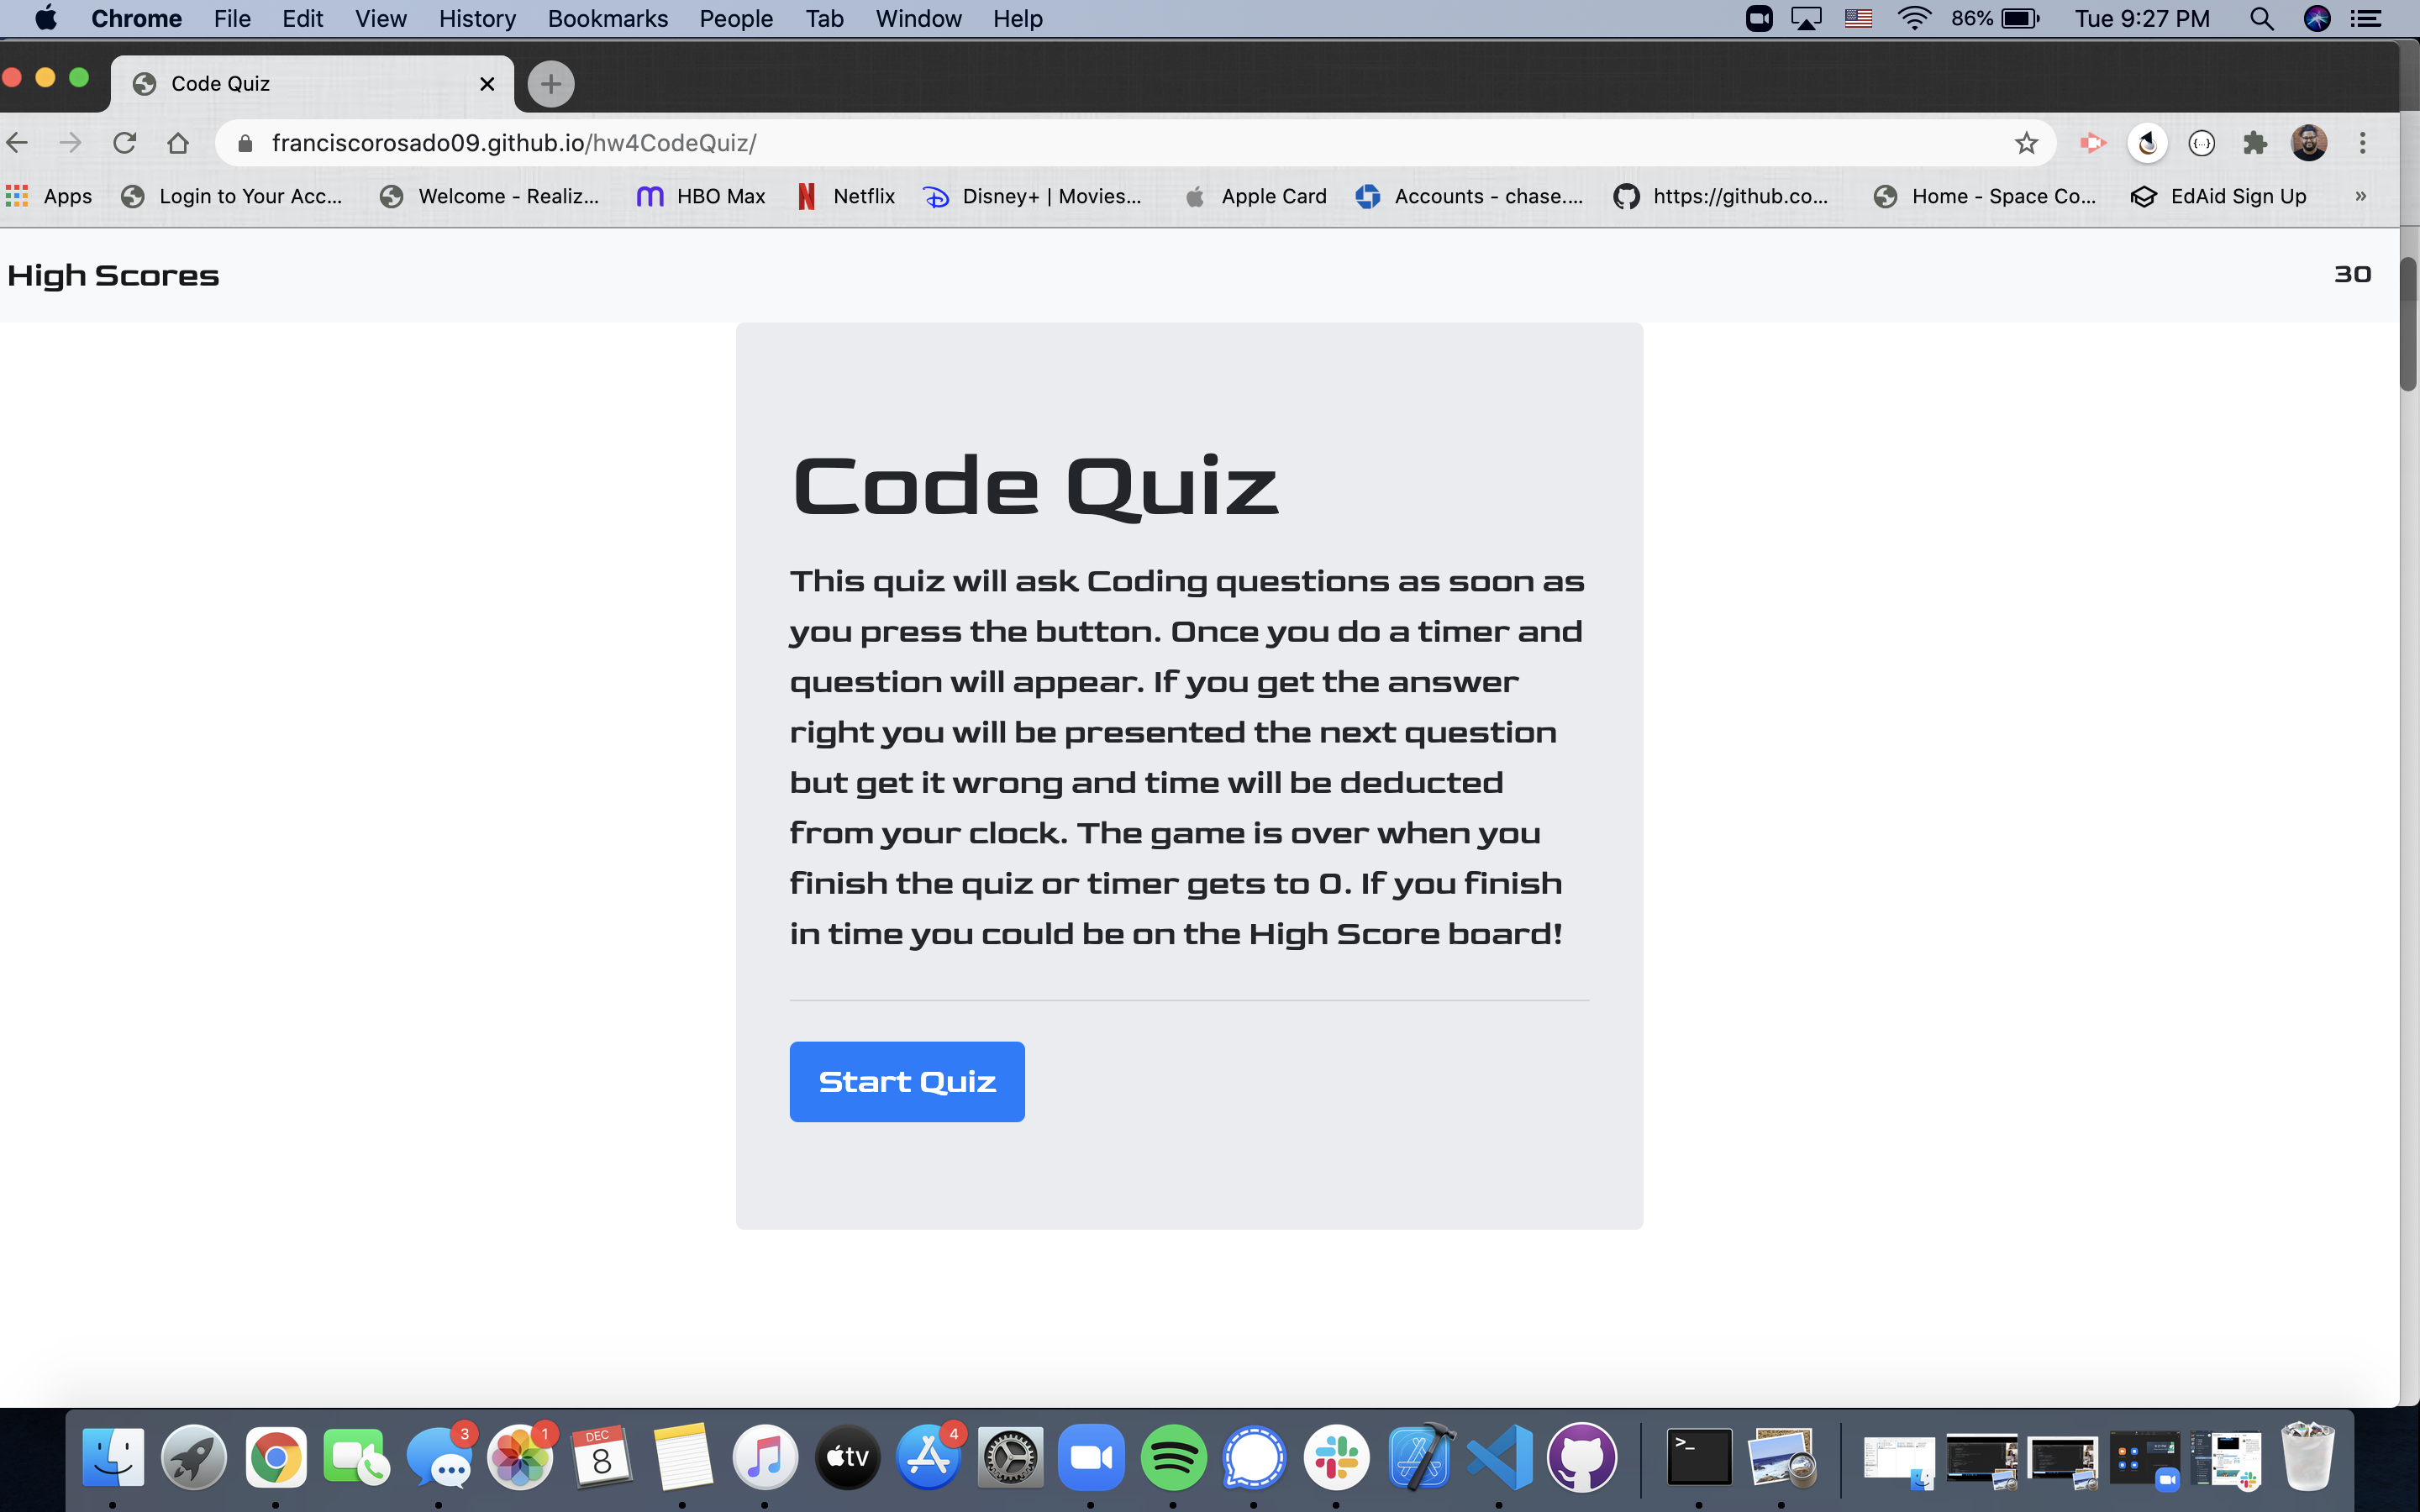 Chrome File Edit View History Bookmarks People Tab Window Help 86% Tue 9:27 PM
Code Quiz
franciscorosado09.github.io/hw4CodeQuiz/
Apps Login to Your Acc... Welcome - Realiz... HBO Max Netflix Disney+ | Movies... Apple Card Accounts - chase.... https://github.co... Home - Space Co... EdAid Sign Up »
High Scores 30
Code Quiz
This quiz will ask Coding questions as soon as
you press the button. Once you do a timer and
question will appear. If you get the answer
right you will be presented the next question
but get it wrong and time will be deducted
from your clock. The game is over when you
finish the quiz or timer gets to 0. If you finish
in time you could be on the High Score board!
Start Quiz
3 1 DEC 8 tv 4 >_